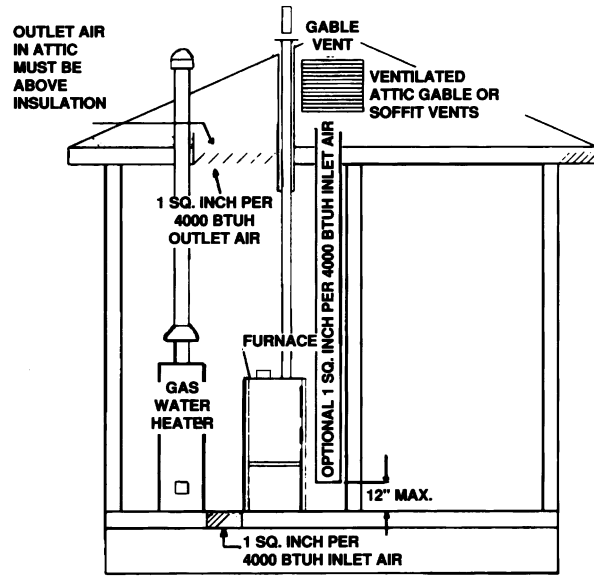 OUTLET AIR
IN ATTIC
MUST BE
ABOVE
INSULATION
GABLE
VENT
VENTILATED
ATTIC GABLE OR
SOFFIT VENTS
1 SQ. INCH PER
4000 BTUH
OUTLET AIR
OPTIONAL 1 SQ. INCH PER 4000 BTUH INLET AIR
FURNACE
GAS
WATER
HEATER
12" MAX.
1 SQ. INCH PER
4000 BTUH INLET AIR